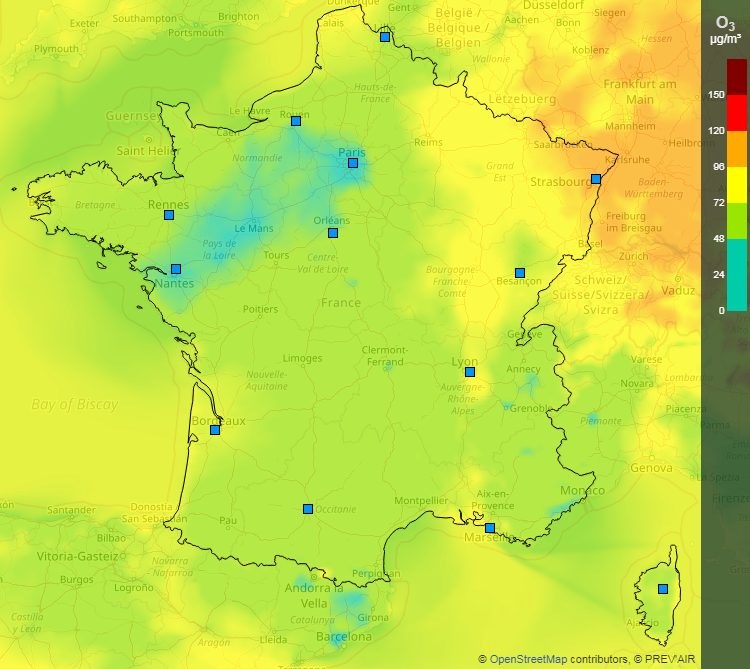 Dunkerque
Gent
Düsseldorf
Southampton
Brighton
Calais
België /
Aachen
Siegen
Exeter
Portsmouth
Lille
Belgique /
Bonn
Hessen
Plymouth
Belgien
Koblenz
Wallonie
Hauts-de-
France
Frankfurt am
Main
Lëtzebuerg
Guernsey
Le Havre
Rouen
Mannheim
Caen
Reims
Saarbrücken
Heilbronn
Saint Helier
Normandie
Paris
Karlsruhe
Grand
Est
Strasbourg
Baden-
Württemberg
Rennes
Bretagne
Le Mans
Orléans
Freiburg
im Breisgau
Pays de
la Loire
Tours
Centre-
Val de Loire
Basel
Zürich
Nantes
Bourgogne-
Franche-
Comté
Besançon
Schweiz/
Suisse/Svizzera/
Svizra
Vaduz
France
Poitiers
Genève
Limoges
Clermont-
Ferrand
Lyon
Annecy
Varese
Lombardia
Nouvelle-
Aquitaine
Auvergne-
Rhône-
Alpes
Novara
Bay of Biscay
Grenoble
Piacenza
Bordeaux
Piemonte
Parma
Genova
La Spezia
Montpellier
Aix-en-
Provence
Monaco
Firenze
Santander
Donostia /
San Sebastián
Pau
Occitanie
Bilbao
Marseille
Vitoria-Gasteiz
Navarra
- Nafarroa
Perpignan
Burgos
Logroño
Andorra la
Vella
Castilla
y León
Catalunya
Girona
Ajaccio
Aragón
Lleida
Barcelona
Tarragona
O₃
µg/m³
150
120
96
72
48
24
0
© OpenStreetMap contributors, © PREV'AIR